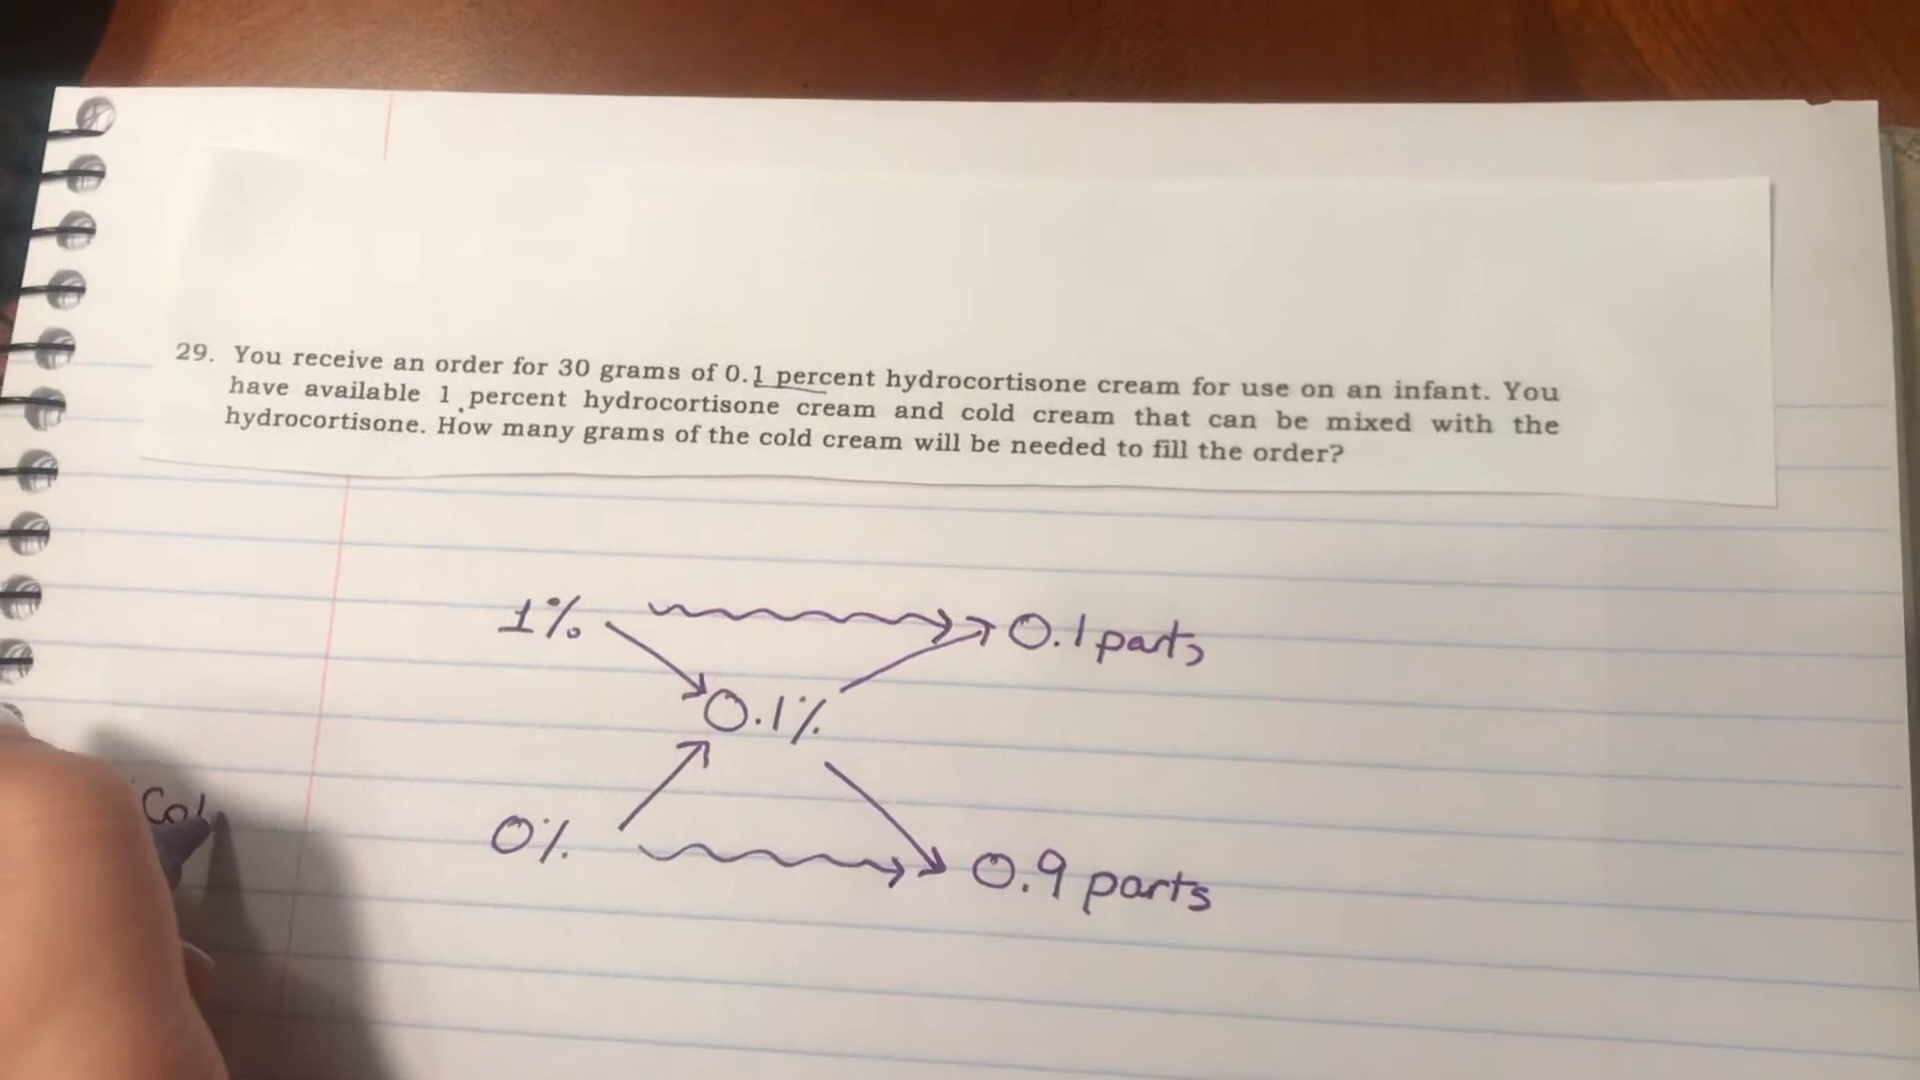 29. You receive an order for 30 grams of 0.1 percent hydrocortisone cream for use on an infant. You
have available 1 percent hydrocortisone cream and cold cream that can be mixed with the
hydrocortisone. How many grams of the cold cream will be needed to fill the order?
1% 0.1 parts
0.1%
Col
0% 0.9 parts